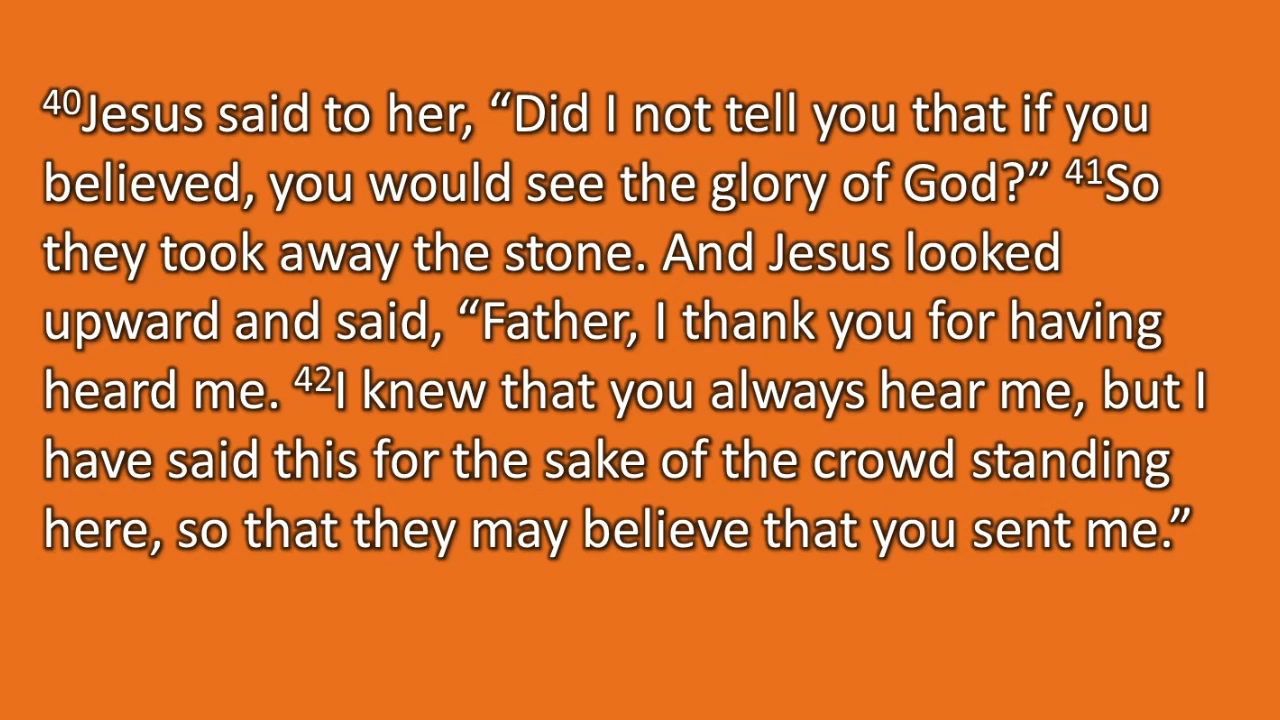 ⁴⁰Jesus said to her, “Did I not tell you that if you
believed, you would see the glory of God?” ⁴¹So
they took away the stone. And Jesus looked
upward and said, “Father, I thank you for having
heard me. ⁴²I knew that you always hear me, but I
have said this for the sake of the crowd standing
here, so that they may believe that you sent me.”